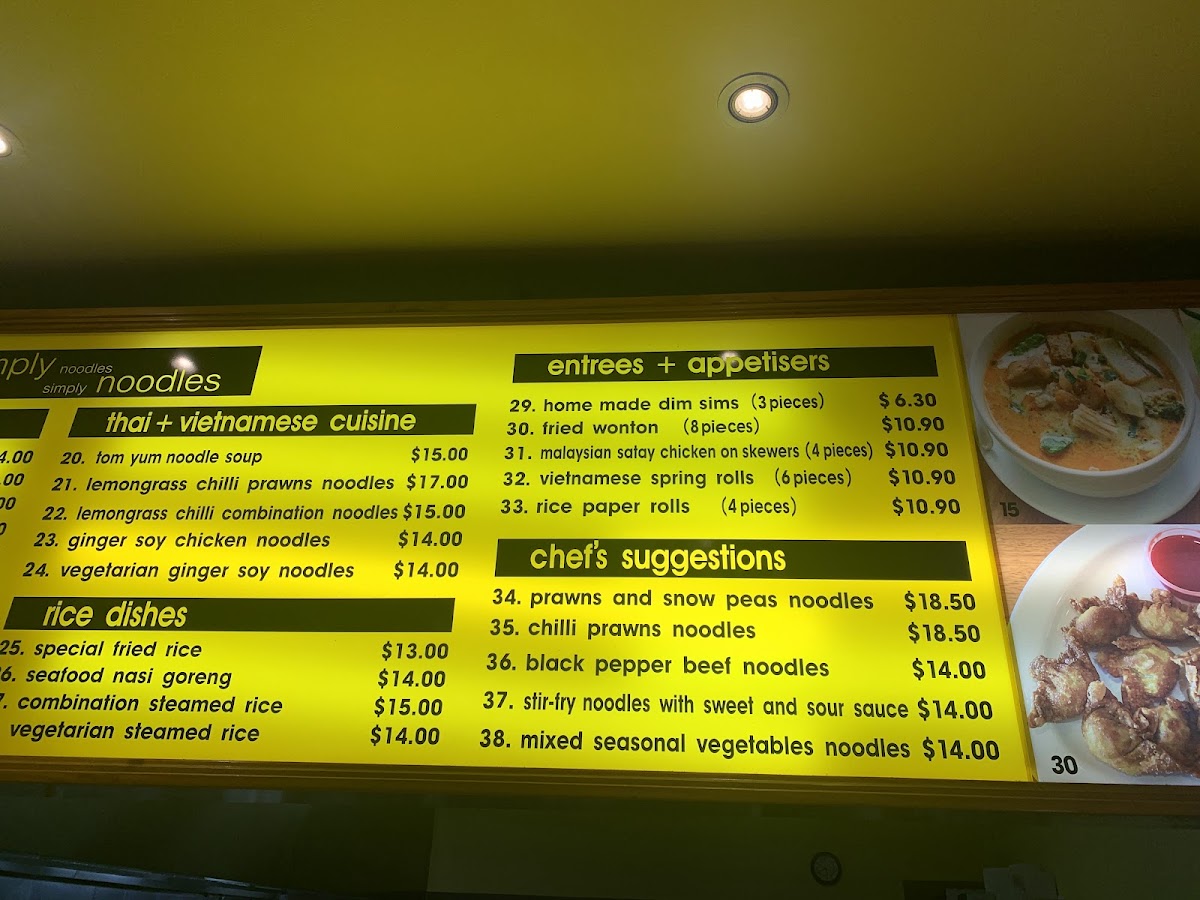 noodles
simply noodles
4.00
.00
thai + vietnamese cuisine
20. tom yum noodle soup $15.00
21. lemongrass chilli prawns noodles $17.00
22. lemongrass chilli combination noodles $15.00
23. ginger soy chicken noodles $14.00
24. vegetarian ginger soy noodles $14.00
rice dishes
25. special fried rice $13.00
6. seafood nasi goreng $14.00
7. combination steamed rice $15.00
vegetarian steamed rice $14.00
entrees + appetisers
29. home made dim sims (3 pieces) $ 6.30
30. fried wonton (8 pieces) $10.90
31. malaysian satay chicken on skewers (4 pieces) $10.90
32. vietnamese spring rolls (6 pieces) $10.90
33. rice paper rolls (4 pieces) $10.90
chef's suggestions
34. prawns and snow peas noodles $18.50
35. chilli prawns noodles $18.50
36. black pepper beef noodles $14.00
37. stir-fry noodles with sweet and sour sauce $14.00
38. mixed seasonal vegetables noodles $14.00
15
30